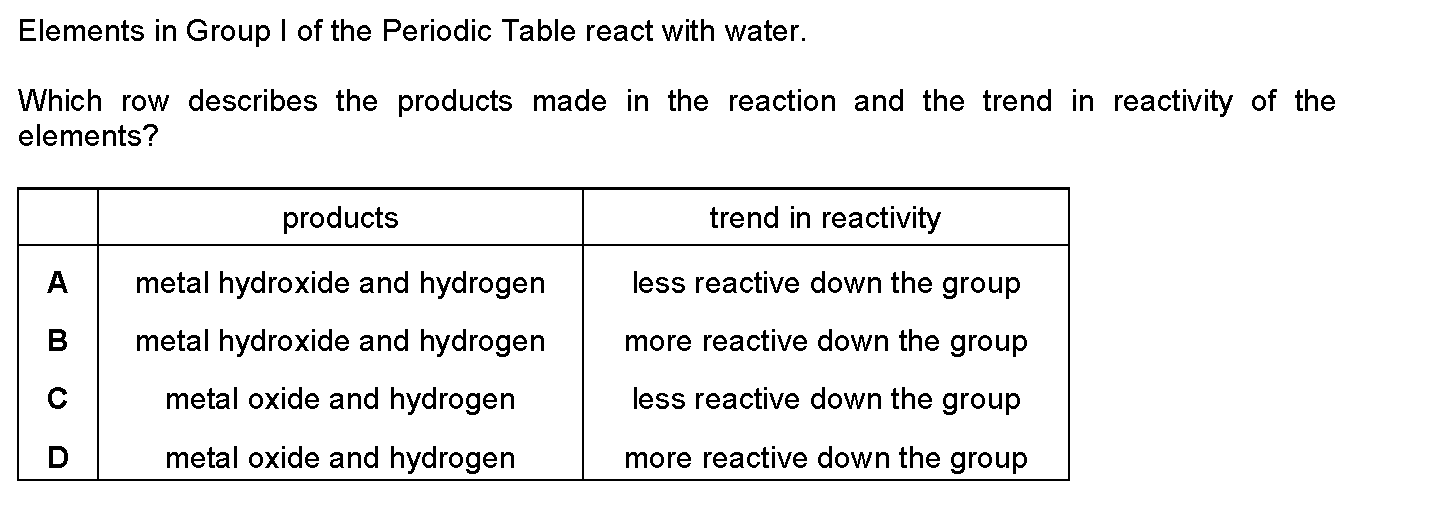 Elements in Group I of the Periodic Table react with water.
Which row describes the products made in the reaction and the trend in reactivity of the
elements?
products trend in reactivity
A metal hydroxide and hydrogen less reactive down the group
B metal hydroxide and hydrogen more reactive down the group
C metal oxide and hydrogen less reactive down the group
D metal oxide and hydrogen more reactive down the group